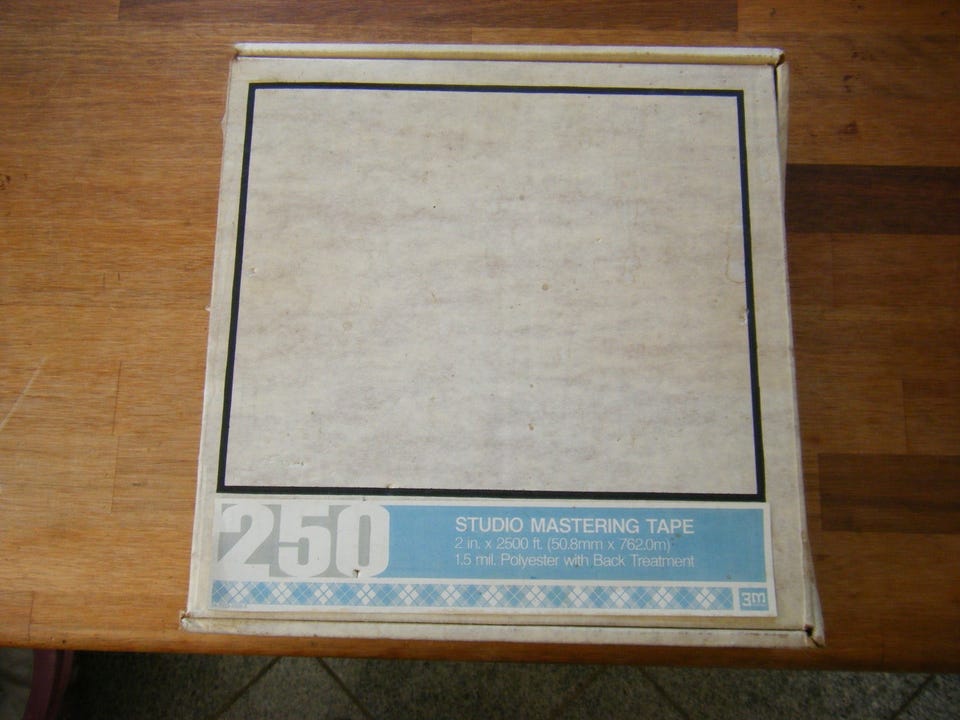 250
STUDIO MASTERING TAPE
2 in. x 2500 ft. (50.8mm x 762.0m)
1.5 mil. Polyester with Back Treatment
3M